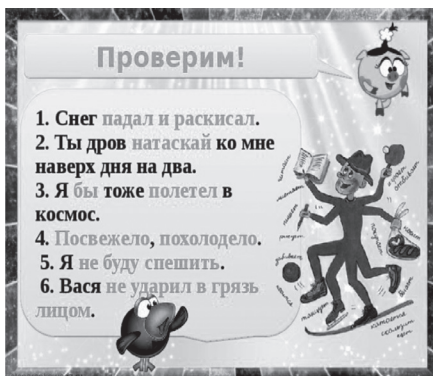 Проверим!
1. Снег падал и раскисал.
2. Ты дров натаскай ко мне
наверх дня на два.
3. Я бы тоже полетел в
космос.
4. Посвежело, похолодело.
5. Я не буду спешить.
6. Вася не ударил в грязь
лицом.